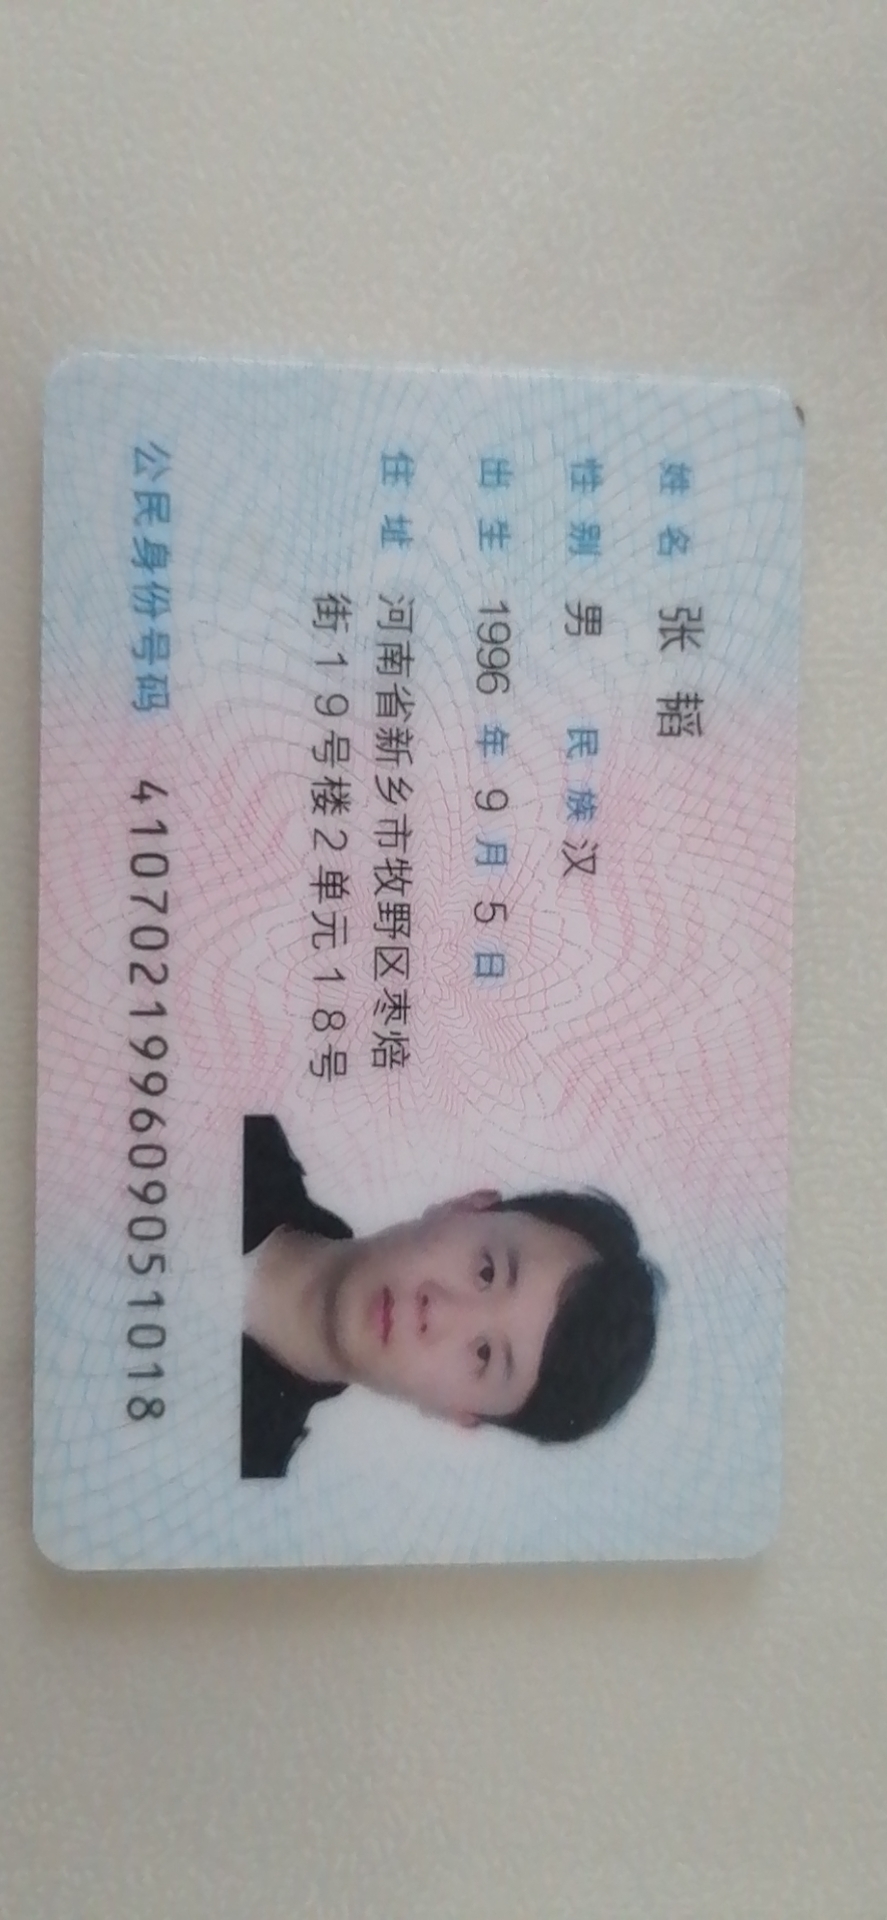 姓名 张韬
性别 男 民族 汉
出生 1996 年 9 月 5 日
住址 河南省新乡市牧野区枣焙
街19号楼2单元18号
公民身份号码 410702199609051018